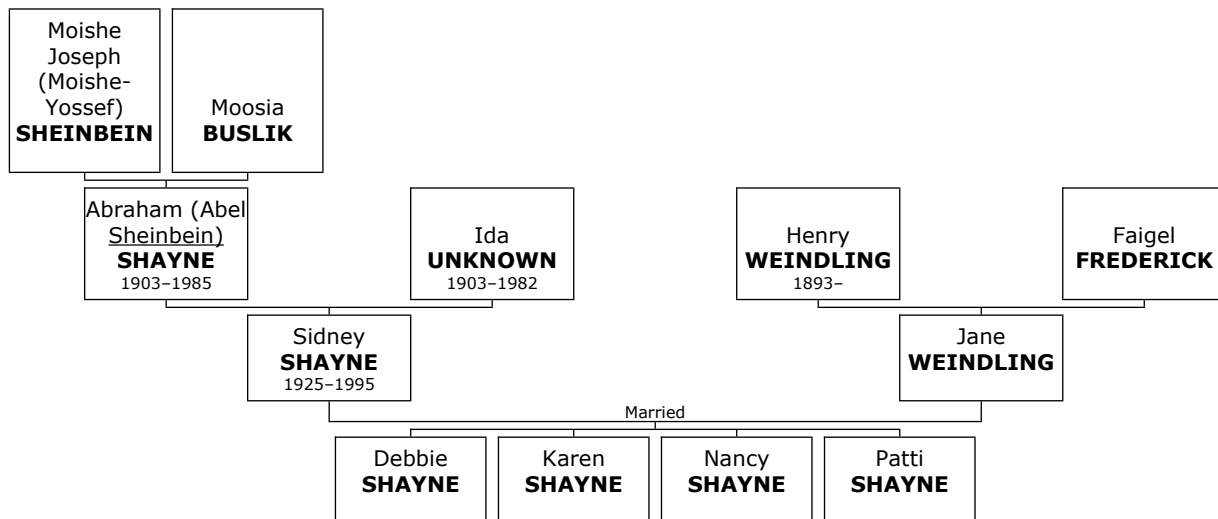 Moishe
Joseph
(Moishe-
Yossef)
SHEINBEIN
Moosia
BUSLIK
Abraham (Abel
Sheinbein)
SHAYNE
1903–1985
Ida
UNKNOWN
1903–1982
Henry
WEINDLING
1893–
Faigel
FREDERICK
Sidney
SHAYNE
1925–1995
Jane
WEINDLING
Married
Debbie
SHAYNE
Karen
SHAYNE
Nancy
SHAYNE
Patti
SHAYNE